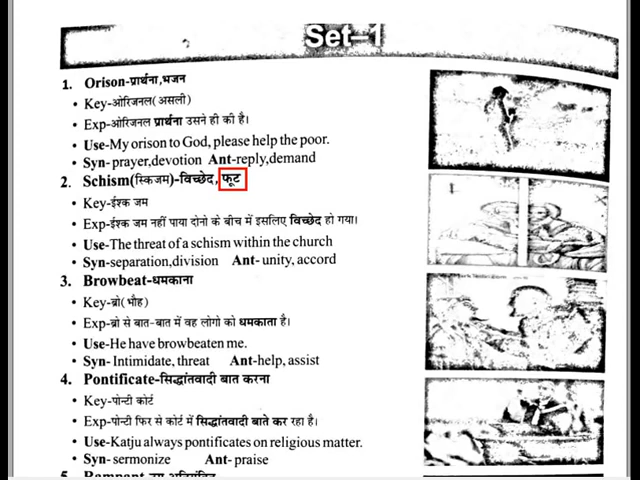 Set-1
1. Orison-प्रार्थना,भजन
• Key-ओरिजनल(असली)
• Exp-ओरिजनल प्रार्थना उसने ही की है।
• Use-My orison to God, please help the poor.
• Syn-prayer,devotion Ant-reply,demand
2. Schism(स्किजम)-विच्छेद, फूट
• Key-ईश्क जम
• Exp-ईश्क जम नहीं पाया दोनो के बीच में इसलिए विच्छेद हो गया।
• Use-The threat of a schism within the church
• Syn-separation,division Ant- unity, accord
3. Browbeat-धमकाना
• Key-ब्रो(भौह)
• Exp-ब्रो से बात-बात में वह लोगो को धमकाता है।
• Use-He have browbeaten me.
• Syn- Intimidate, threat Ant-help, assist
4. Pontificate-सिद्धांतवादी बात करना
• Key-पोन्टी कोर्ट
• Exp-पोन्टी फिर से कोर्ट में सिद्धांतवादी बाते कर रहा है।
• Use-Katju always pontificates on religious matter.
• Syn- sermonize Ant- praise
5. Rampant